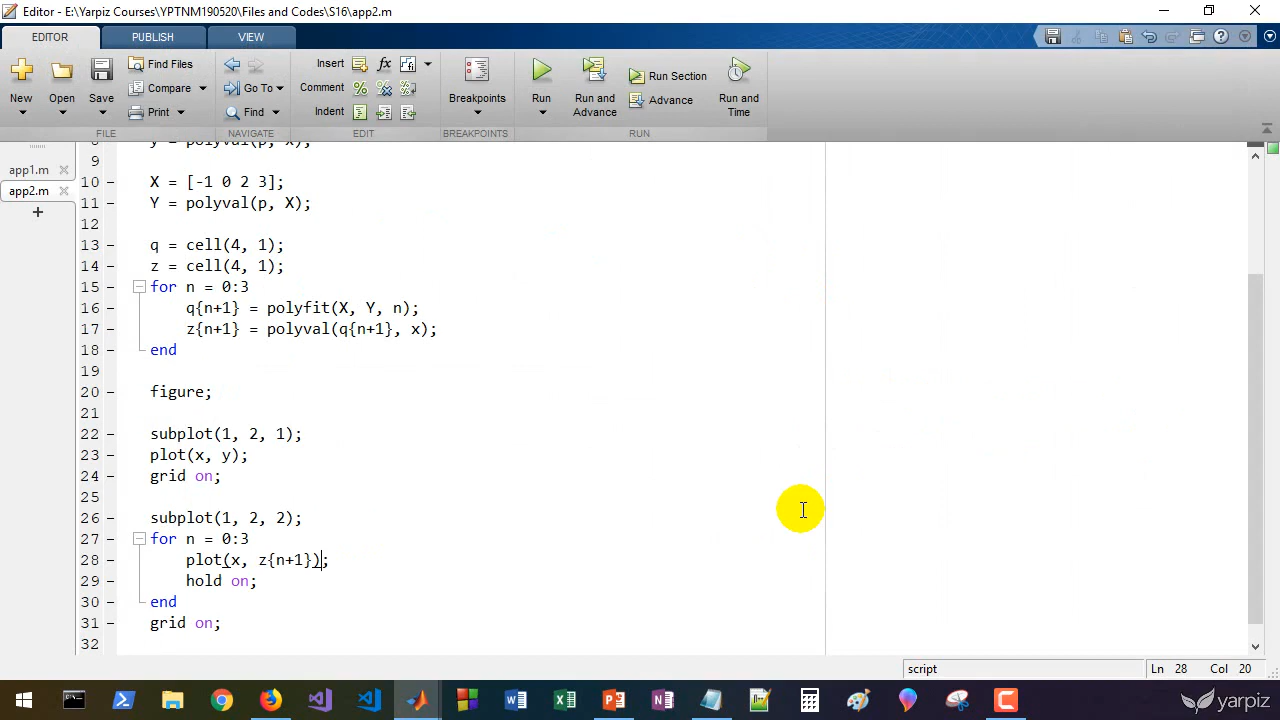 Editor - E:\Yarpiz Courses\YPTNM190520\Files and Codes\S16\app2.m
EDITOR PUBLISH VIEW
New Open Save Find Files Compare Print Go To Find Insert fx Comment Indent Breakpoints Run Run and Advance Run Section Advance Run and Time
FILE NAVIGATE EDIT BREAKPOINTS RUN
app1.m
app2.m
8 y = polyval(p, x);
9
10 X = [-1 0 2 3];
11 Y = polyval(p, X);
12
13 q = cell(4, 1);
14 z = cell(4, 1);
15 for n = 0:3
16 q{n+1} = polyfit(X, Y, n);
17 z{n+1} = polyval(q{n+1}, x);
18 end
19
20 figure;
21
22 subplot(1, 2, 1);
23 plot(x, y);
24 grid on;
25
26 subplot(1, 2, 2);
27 for n = 0:3
28 plot(x, z{n+1});
29 hold on;
30 end
31 grid on;
32
script Ln 28 Col 20
yarpiz